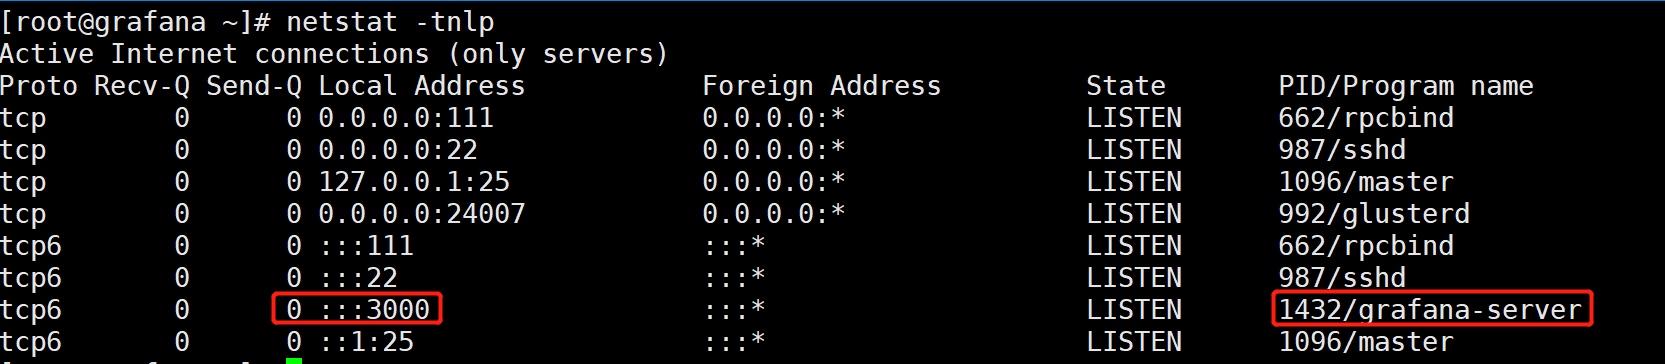 [root@grafana ~]# netstat -tnlp
Active Internet connections (only servers)
Proto Recv-Q Send-Q Local Address           Foreign Address         State       PID/Program name
tcp        0      0 0.0.0.0:111             0.0.0.0:*               LISTEN      662/rpcbind
tcp        0      0 0.0.0.0:22              0.0.0.0:*               LISTEN      987/sshd
tcp        0      0 127.0.0.1:25            0.0.0.0:*               LISTEN      1096/master
tcp        0      0 0.0.0.0:24007           0.0.0.0:*               LISTEN      992/glusterd
tcp6       0      0 :::111                  :::*                    LISTEN      662/rpcbind
tcp6       0      0 :::22                   :::*                    LISTEN      987/sshd
tcp6       0      0 :::3000                 :::*                    LISTEN      1432/grafana-server
tcp6       0      0 ::1:25                  :::*                    LISTEN      1096/master